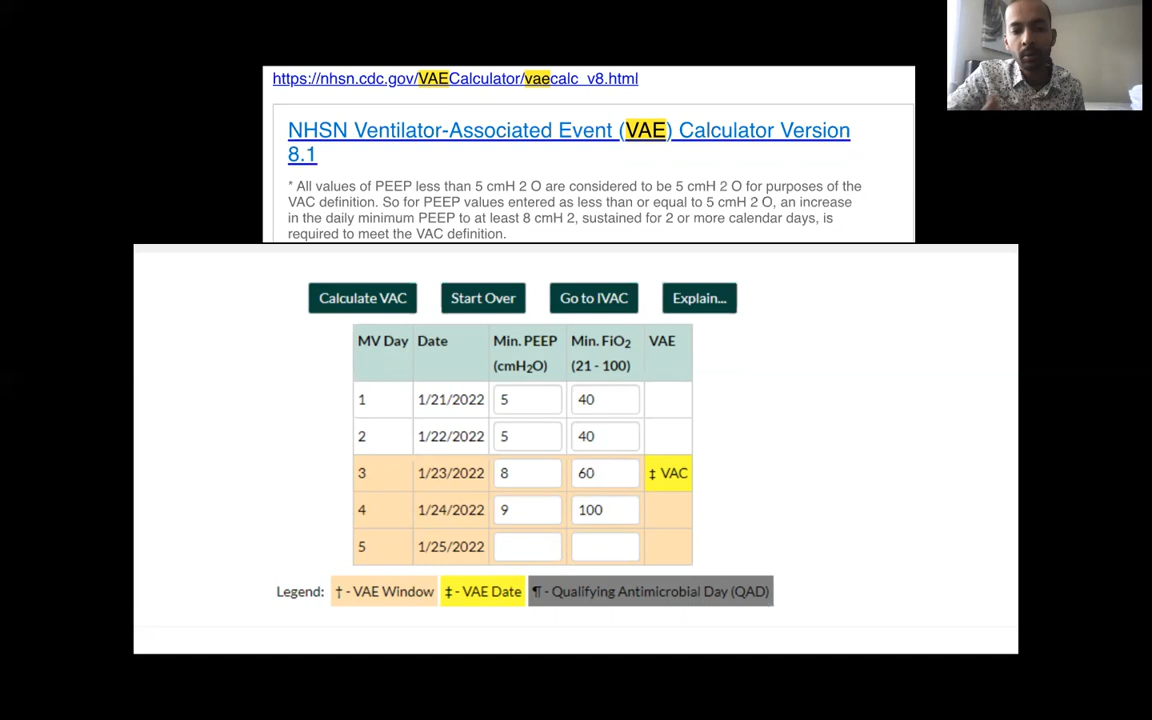 https://nhsn.cdc.gov/VAECalculator/vaecalc_v8.html
NHSN Ventilator-Associated Event (VAE) Calculator Version
8.1
* All values of PEEP less than 5 cmH 2 O are considered to be 5 cmH 2 O for purposes of the
VAC definition. So for PEEP values entered as less than or equal to 5 cmH 2 O, an increase
in the daily minimum PEEP to at least 8 cmH 2, sustained for 2 or more calendar days, is
required to meet the VAC definition.
Calculate VAC Start Over Go to IVAC Explain...
MV Day Date Min. PEEP (cmH2O) Min. FiO2 (21 - 100) VAE
1 1/21/2022 5 40
2 1/22/2022 5 40
3 1/23/2022 8 60 ‡ VAC
4 1/24/2022 9 100
5 1/25/2022
Legend: † - VAE Window ‡ - VAE Date ¶ - Qualifying Antimicrobial Day (QAD)